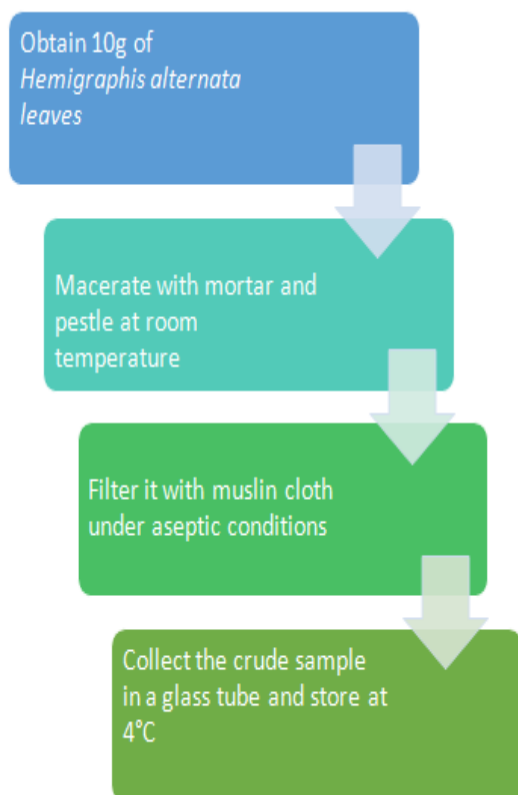 Obtain 10g of
Hemigraphis alternata
leaves
Macerate with mortar and
pestle at room
temperature
Filter it with muslin cloth
under aseptic conditions
Collect the crude sample
in a glass tube and store at
4°C